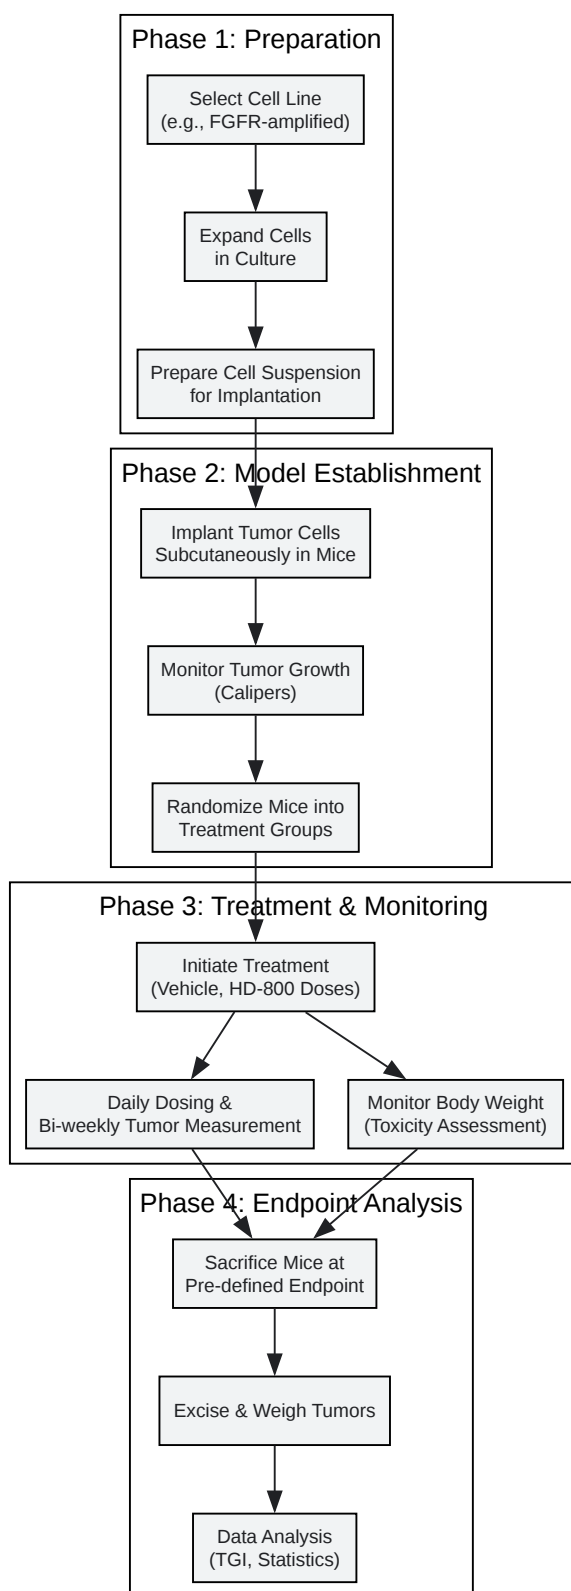 Phase 1: Preparation
Select Cell Line
(e.g., FGFR-amplified)
Expand Cells
in Culture
Prepare Cell Suspension
for Implantation
Phase 2: Model Establishment
Implant Tumor Cells
Subcutaneously in Mice
Monitor Tumor Growth
(Calipers)
Randomize Mice into
Treatment Groups
Phase 3: Treatment & Monitoring
Initiate Treatment
(Vehicle, HD-800 Doses)
Daily Dosing &
Bi-weekly Tumor Measurement
Monitor Body Weight
(Toxicity Assessment)
Phase 4: Endpoint Analysis
Sacrifice Mice at
Pre-defined Endpoint
Excise & Weigh Tumors
Data Analysis
(TGI, Statistics)